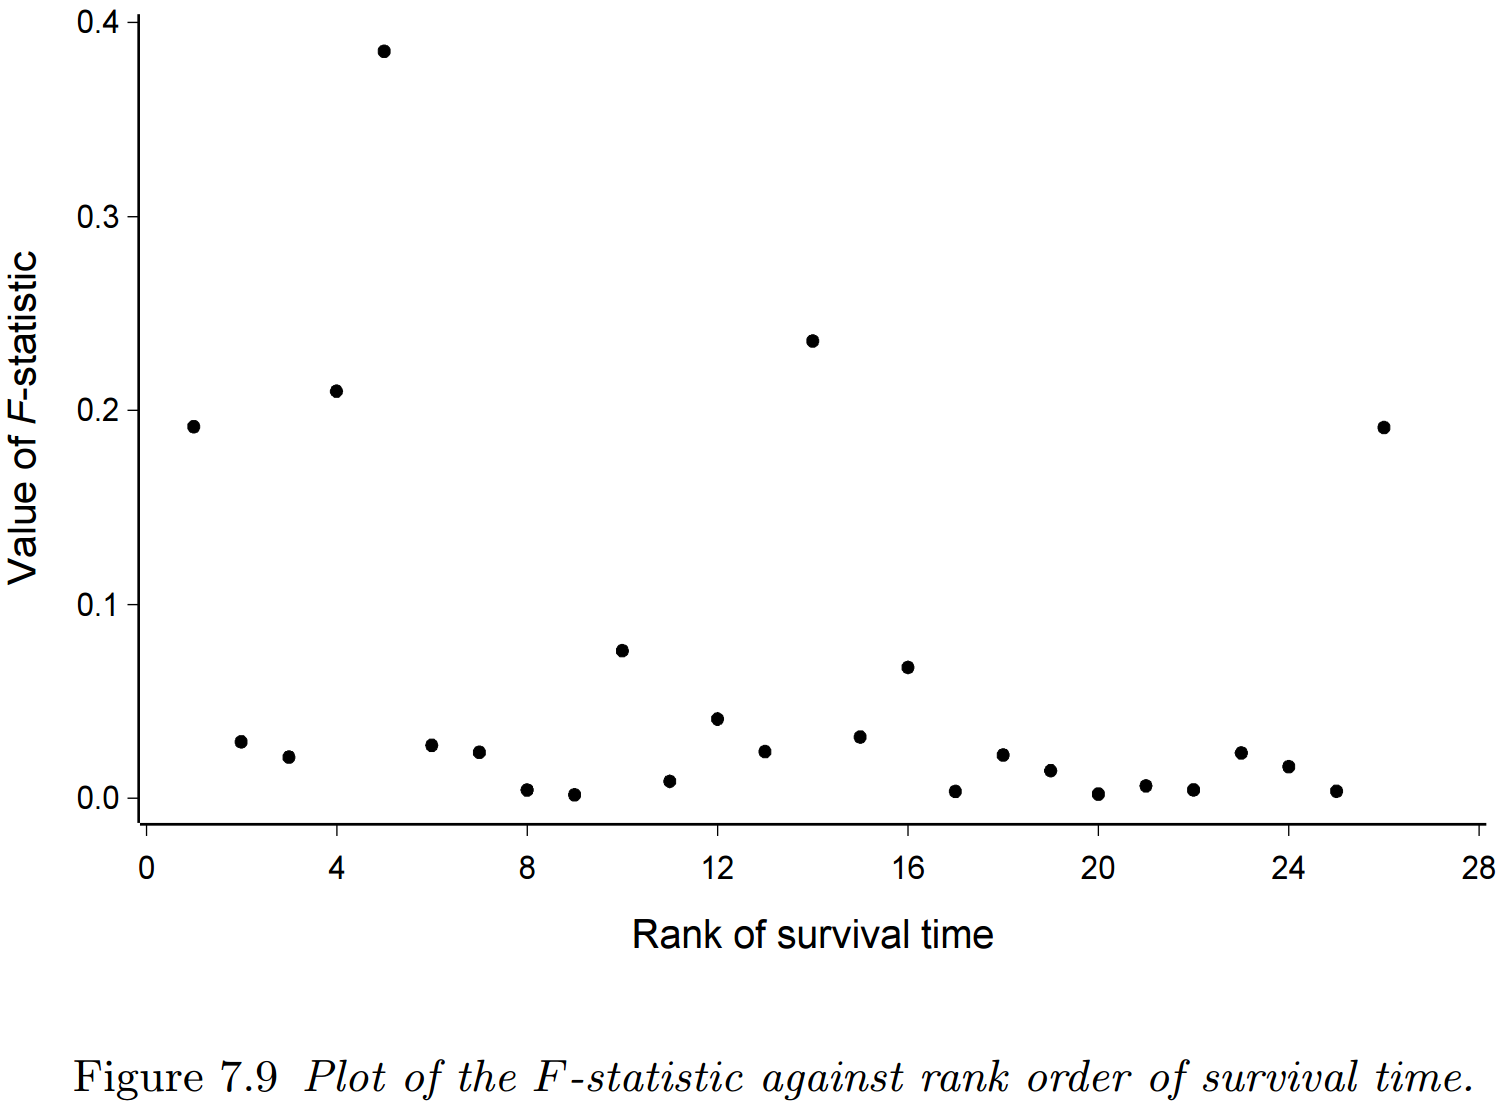 0.4
0.3
0.2
0.1
0.0
Value of F-statistic
0 4 8 12 16 20 24 28
Rank of survival time
Figure 7.9 Plot of the F-statistic against rank order of survival time.